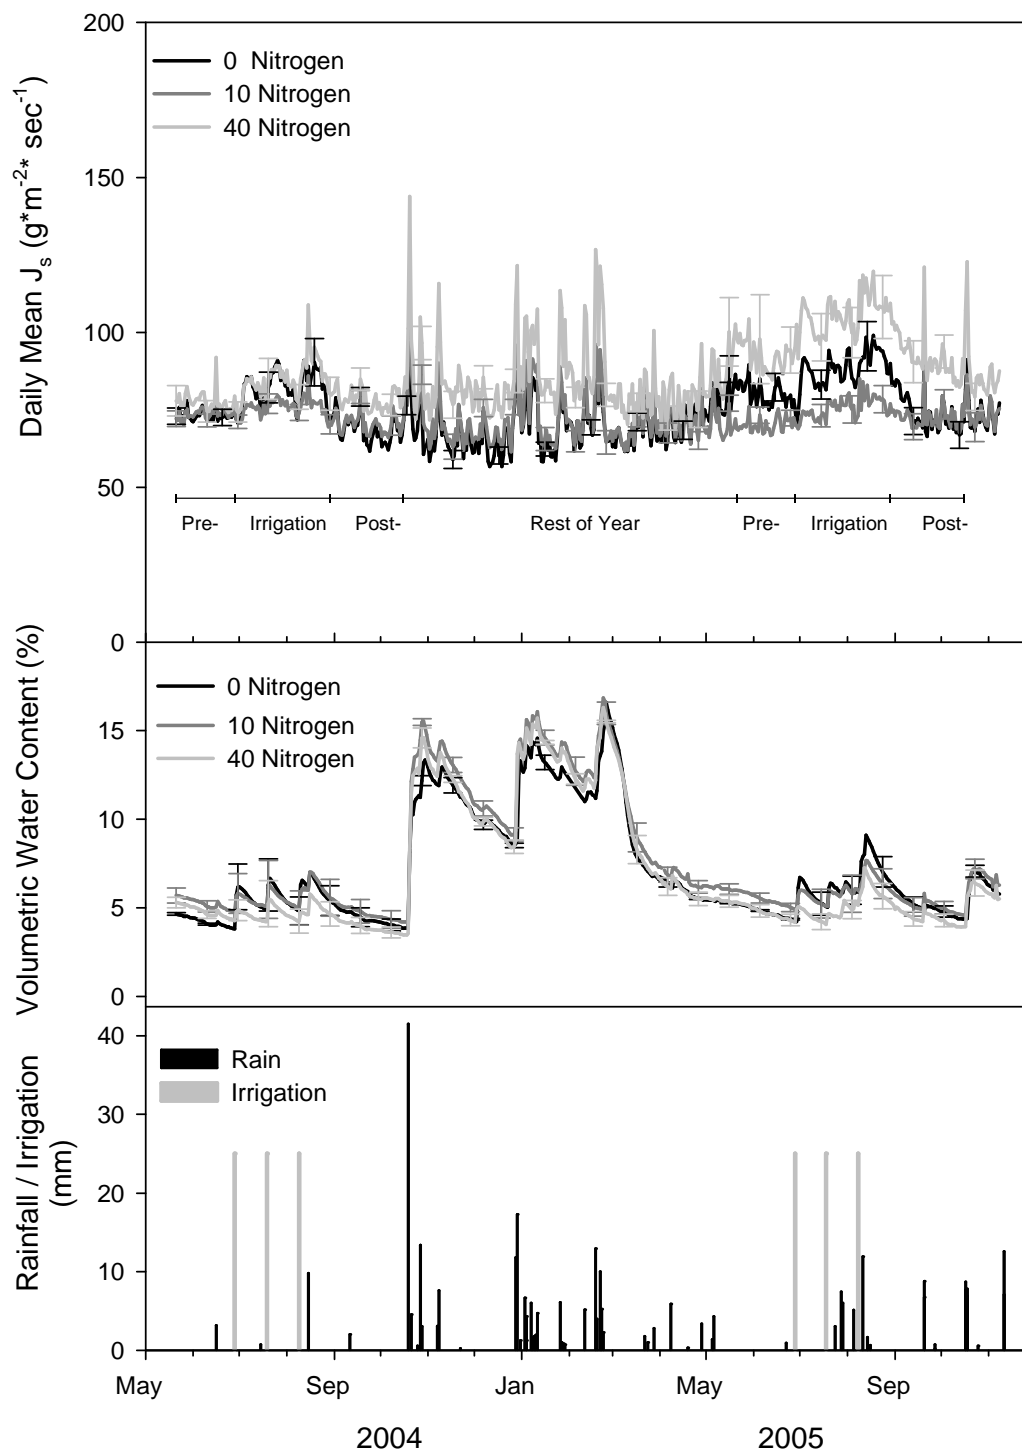 Daily Mean Js (g*m-2* sec-1)
200
150
100
50
0
0 Nitrogen
10 Nitrogen
40 Nitrogen
Pre- Irrigation Post- Rest of Year Pre- Irrigation Post-
Volumetric Water Content (%)
15
10
5
0
0 Nitrogen
10 Nitrogen
40 Nitrogen
Rainfall / Irrigation
(mm)
40
30
20
10
0
Rain
Irrigation
May Sep Jan May Sep
2004 2005